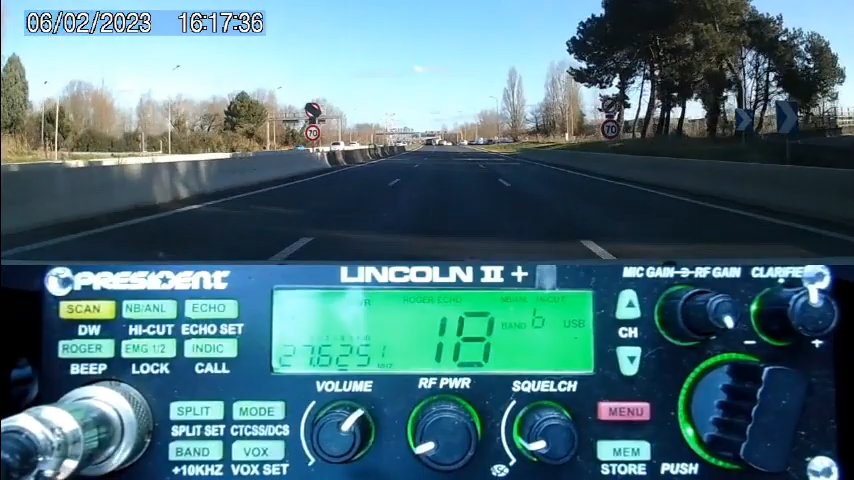 06/02/2023 16:17:36
70
70
PRESIDENT LINCOLN II + MIC GAIN RF GAIN CLARIFIER
SCAN NB/ANL ECHO
DW HI-CUT ECHO SET
ROGER EMG 1/2 INDIC
BEEP LOCK CALL
ROGER ECHO NB/ANL HI-CUT
18 BAND 6 USB
27.6251 MHz
CH
VOLUME RF PWR SQUELCH
SPLIT MODE
SPLIT SET CTCSS/DCS
BAND VOX
+10KHZ VOX SET
MENU
MEM
STORE PUSH
- +